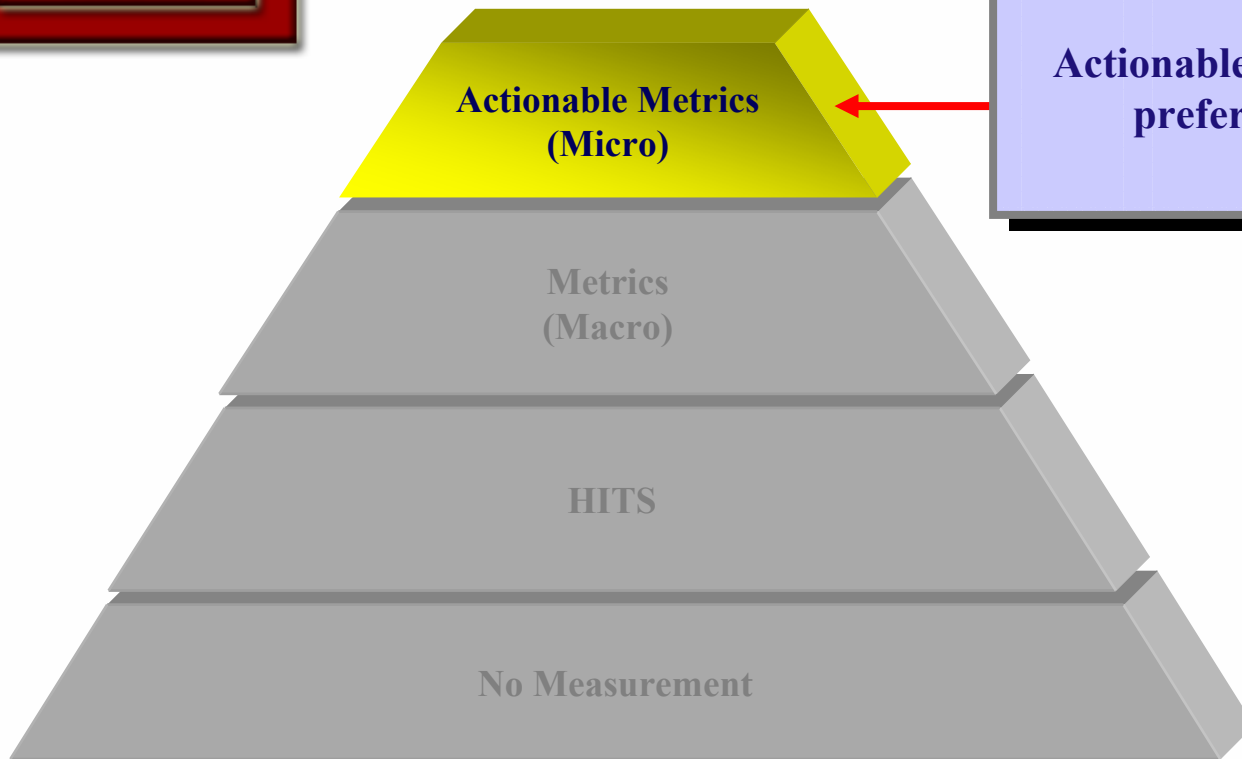 Actionable
prefer
Actionable Metrics
(Micro)
Metrics
(Macro)
HITS
No Measurement